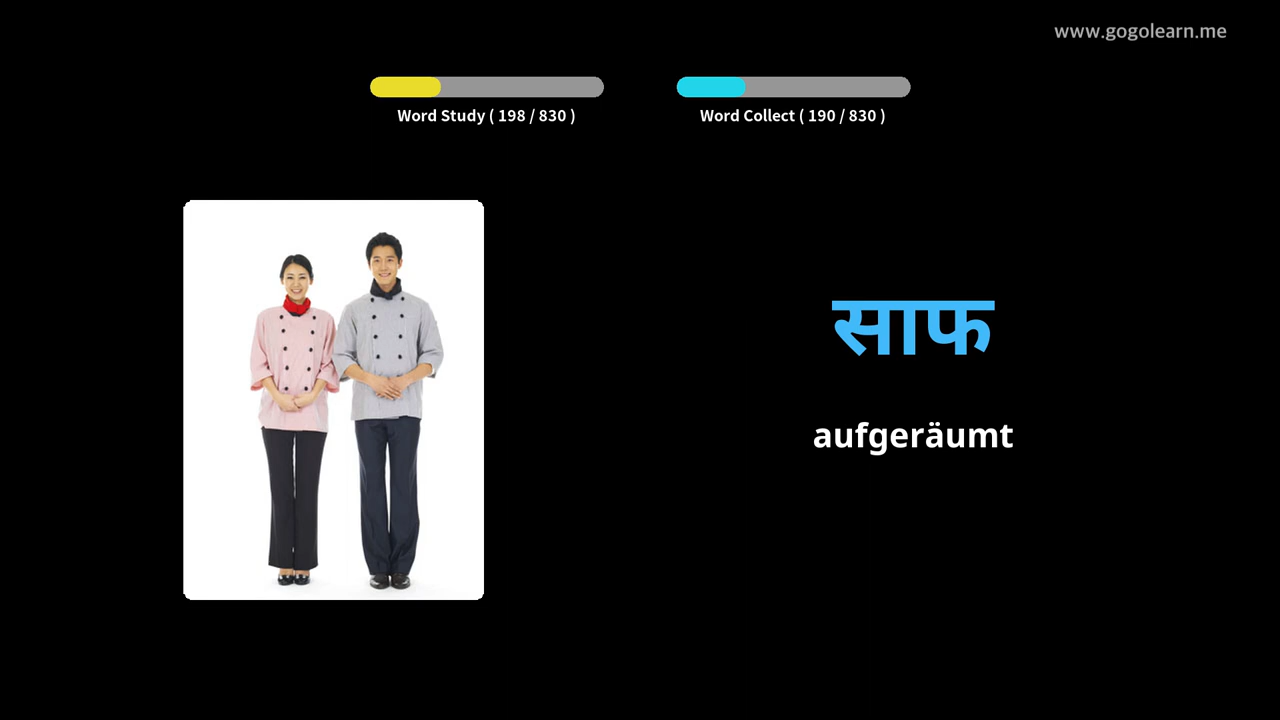 www.gogolearn.me
Word Study ( 198 / 830 )
Word Collect ( 190 / 830 )
साफ
aufgeräumt